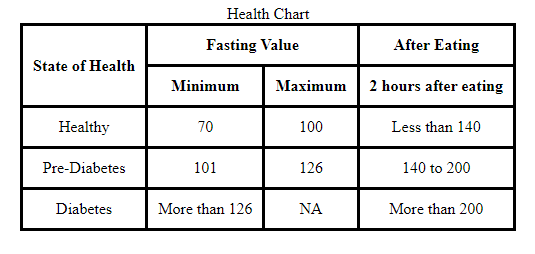 Health Chart
State of Health
Fasting Value
After Eating
Minimum
Maximum
2 hours after eating
Healthy
70
100
Less than 140
Pre-Diabetes
101
126
140 to 200
Diabetes
More than 126
NA
More than 200